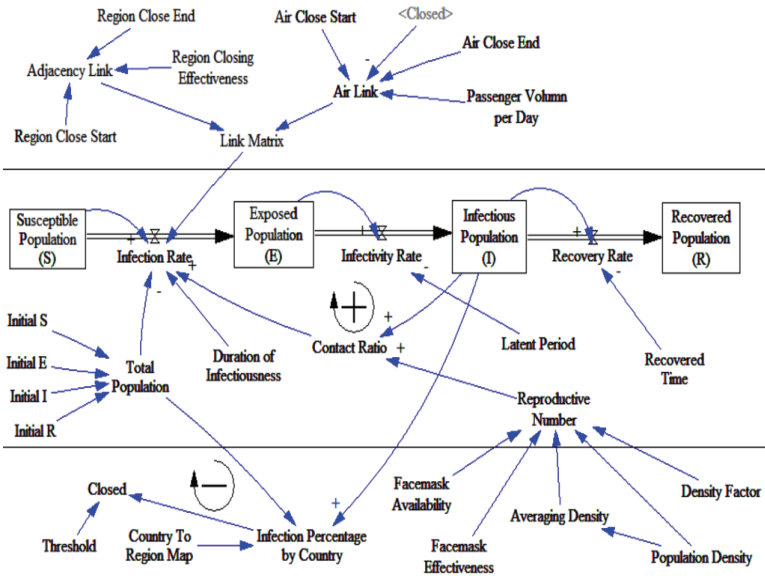 Region Close End
Air Close Start
<Closed>
Air Close End
Region Closing
Effectiveness
Adjacency Link
Air Link
Passenger Volumn
per Day
Region Close Start
Link Matrix
-
Susceptible
Population
(S)
Exposed
Population
(E)
Infectious
Population
(I)
Recovered
Population
(R)
+
+
+
Infection Rate
Infectivity Rate
Recovery Rate
+
-
-
-
+
+
Initial S
Initial E
Initial I
Initial R
Total
Population
Duration of
Infectiousness
Contact Ratio
+
Latent Period
Recovered
Time
Reproductive
Number
Closed
-
+
Threshold
Country To
Region Map
Infection Percentage
by Country
Facemask
Availability
Averaging Density
Density Factor
Facemask
Effectiveness
Population Density